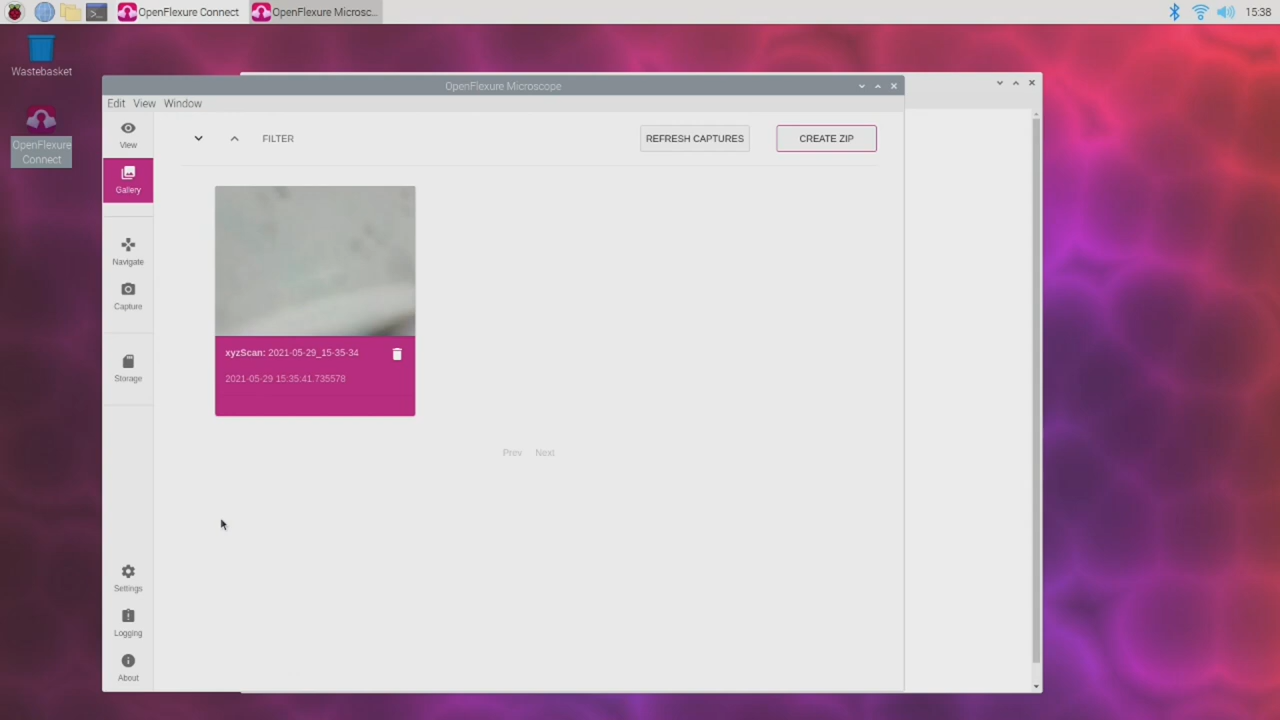 OpenFlexure Connect
OpenFlexure Microsc...
15:38
Wastebasket
OpenFlexure
Connect
OpenFlexure Microscope
Edit View Window
View
Gallery
Navigate
Capture
Storage
Settings
Logging
About
FILTER
REFRESH CAPTURES
CREATE ZIP
xyzScan: 2021-05-29_15-35-34
2021-05-29 15:35:41.735578
Prev Next